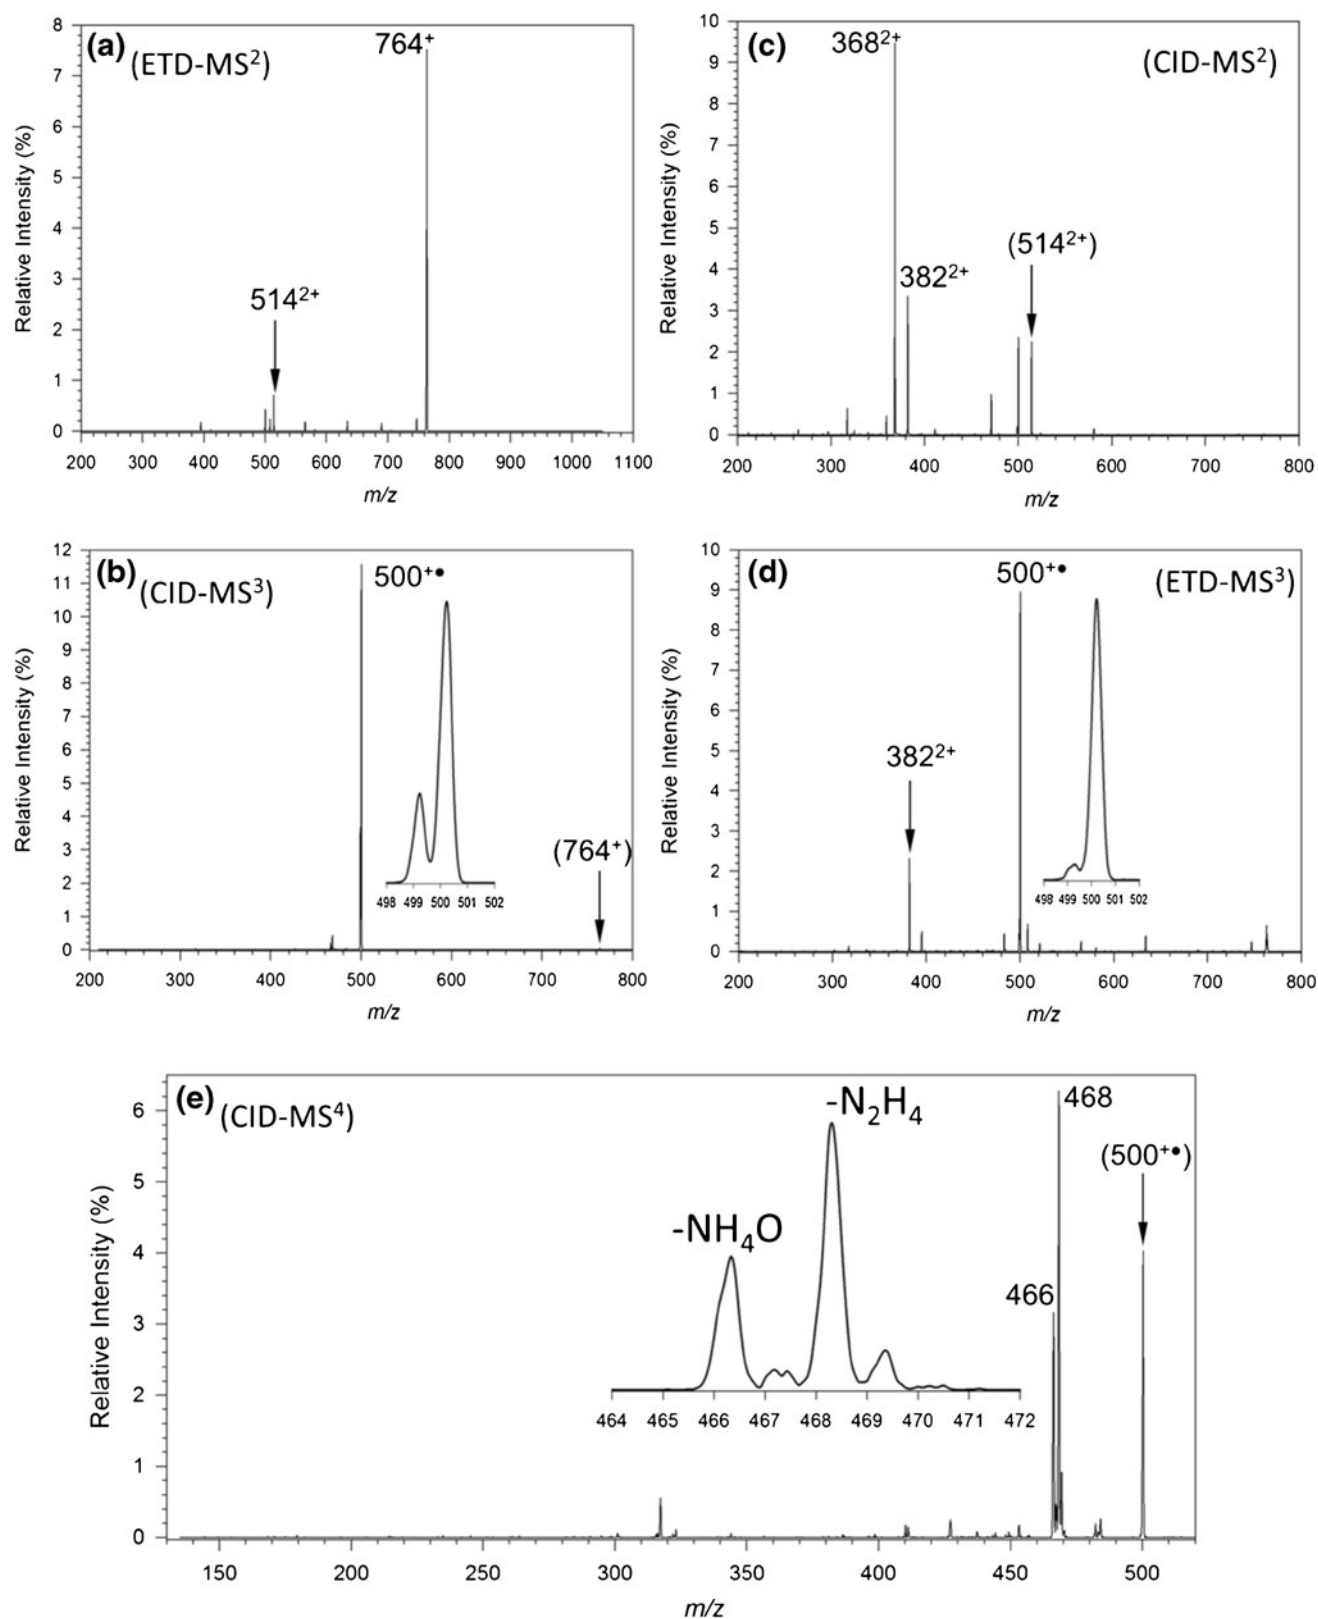 (a) (ETD-MS²)
764⁺
514²⁺
8
7
6
5
4
3
2
1
0
Relative Intensity (%)
200 300 400 500 600 700 800 900 1000 1100
m/z
(c) (CID-MS²)
368²⁺
382²⁺
(514²⁺)
10
9
8
7
6
5
4
3
2
1
0
Relative Intensity (%)
200 300 400 500 600 700 800
m/z
(b) (CID-MS³)
500⁺•
(764⁺)
12
11
10
9
8
7
6
5
4
3
2
1
0
Relative Intensity (%)
498 499 500 501 502
200 300 400 500 600 700 800
m/z
(d) (ETD-MS³)
500⁺•
382²⁺
10
9
8
7
6
5
4
3
2
1
0
Relative Intensity (%)
498 499 500 501 502
200 300 400 500 600 700 800
m/z
(e) (CID-MS⁴)
-N₂H₄
468
(500⁺•)
-NH₄O
466
6
5
4
3
2
1
0
Relative Intensity (%)
464 465 466 467 468 469 470 471 472
150 200 250 300 350 400 450 500
m/z